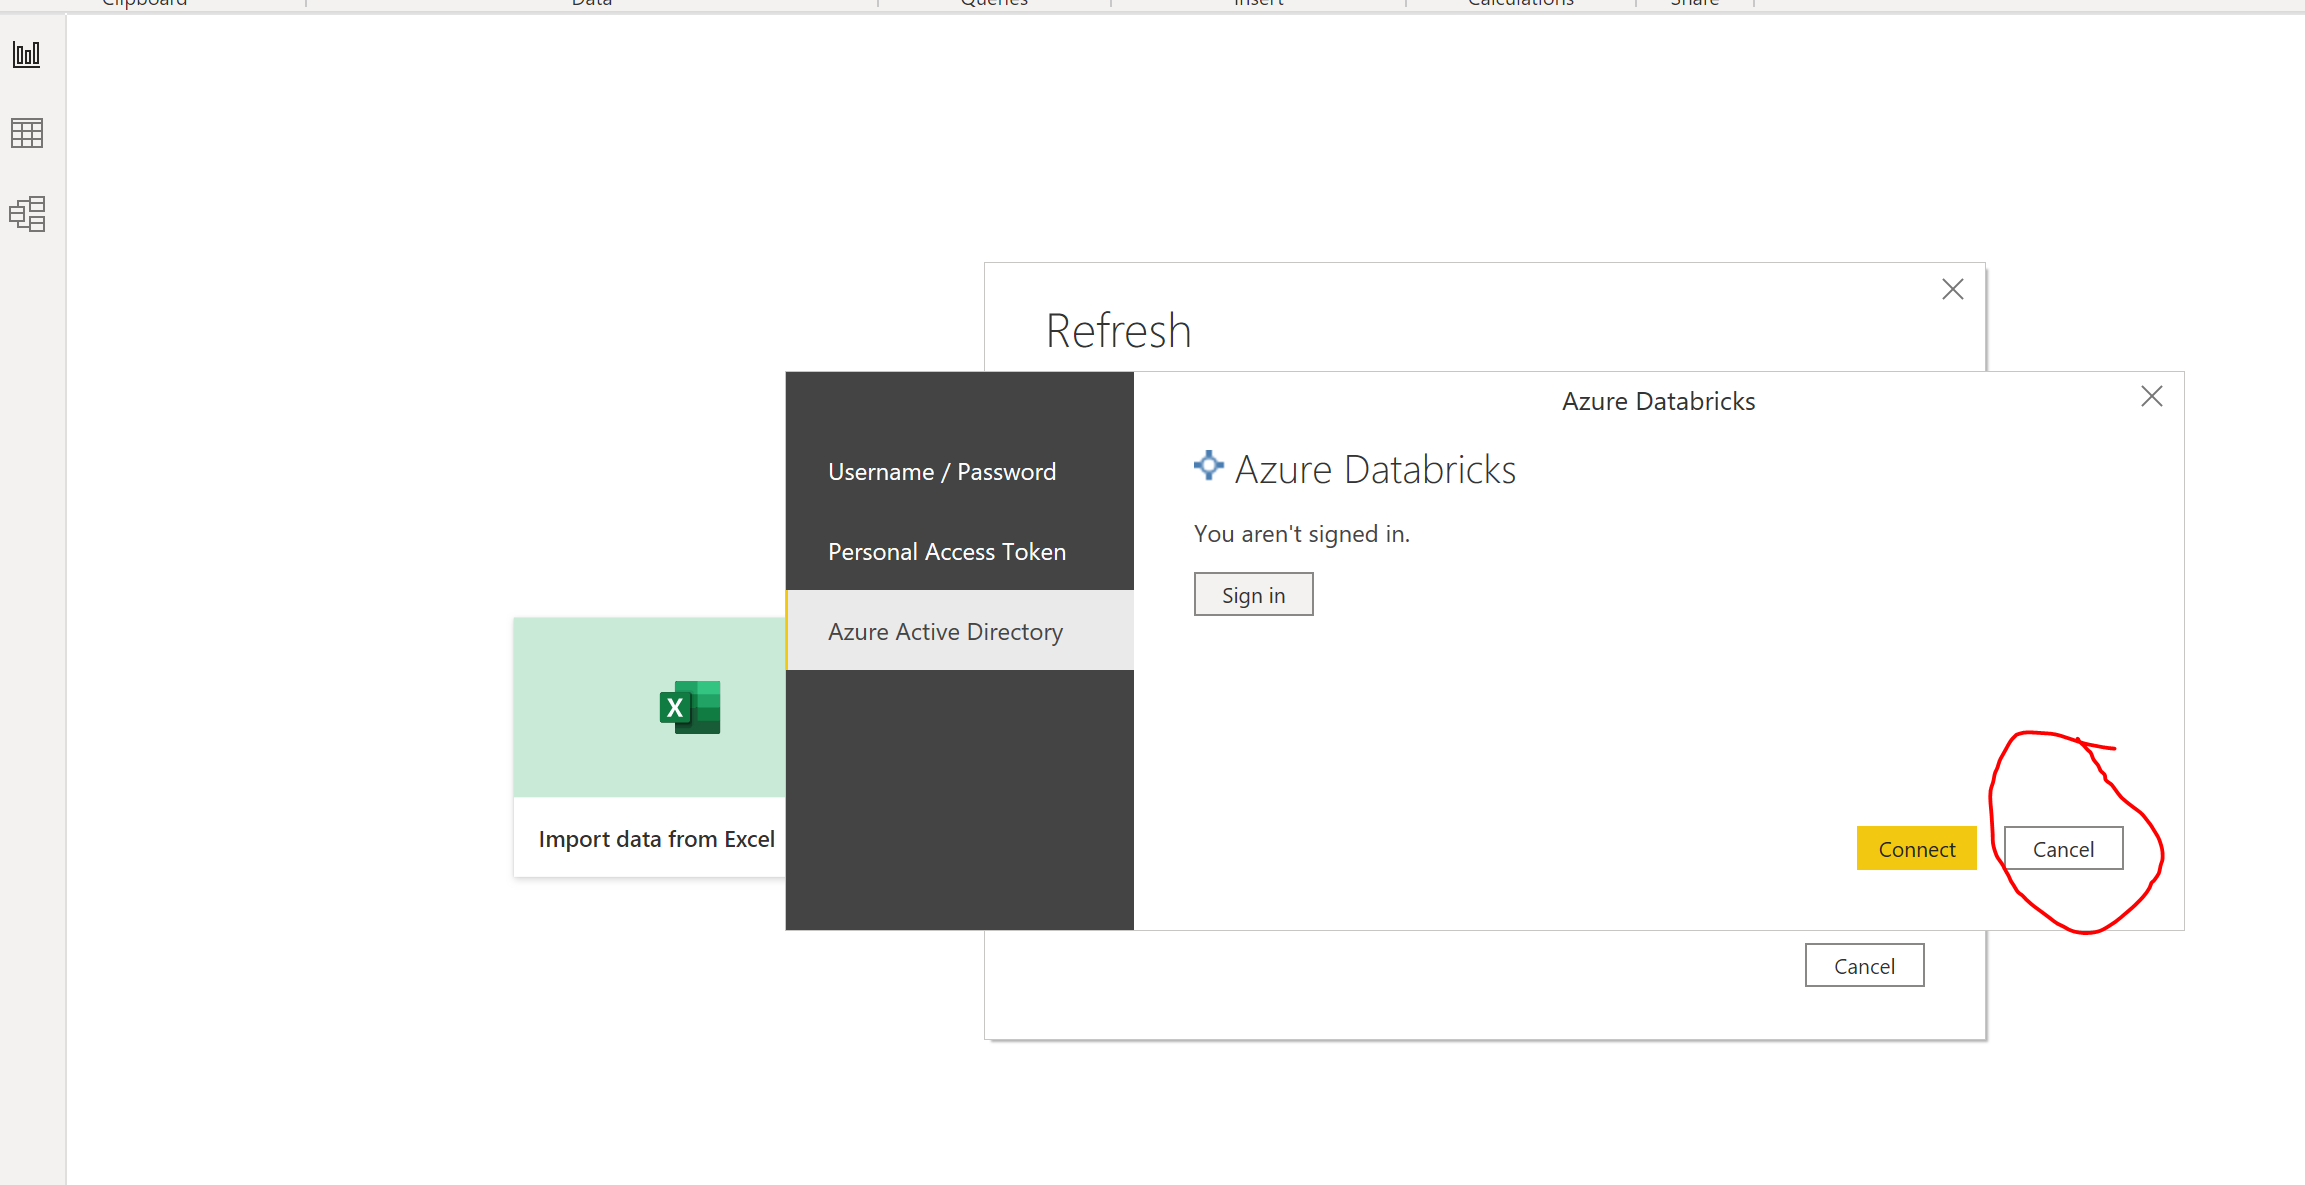 Clipboard Data Queries Insert Calculations Share
Refresh
Azure Databricks
Username / Password
Personal Access Token
Azure Active Directory
Azure Databricks
You aren't signed in.
Sign in
X
Import data from Excel
Connect Cancel
Cancel